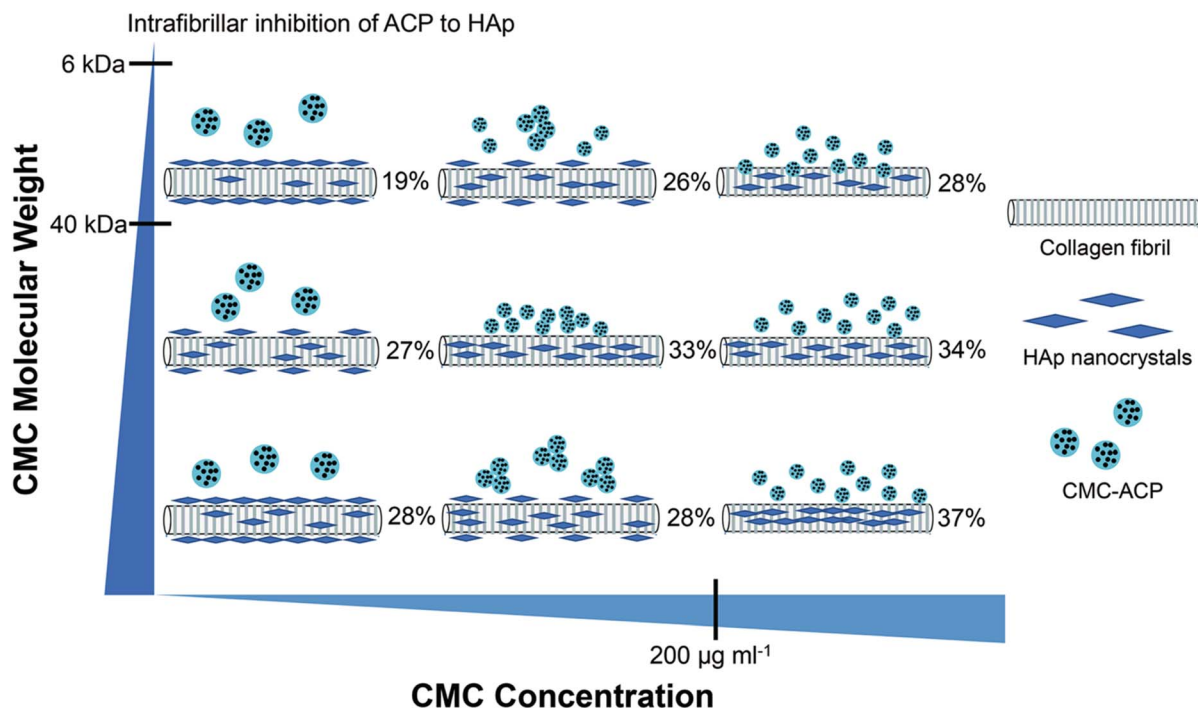 Intrafibrillar inhibition of ACP to HAp
6 kDa
19%
26%
28%
40 kDa
Collagen fibril
27%
33%
34%
HAp nanocrystals
CMC Molecular Weight
28%
28%
37%
CMC-ACP
200 µg ml⁻¹
CMC Concentration